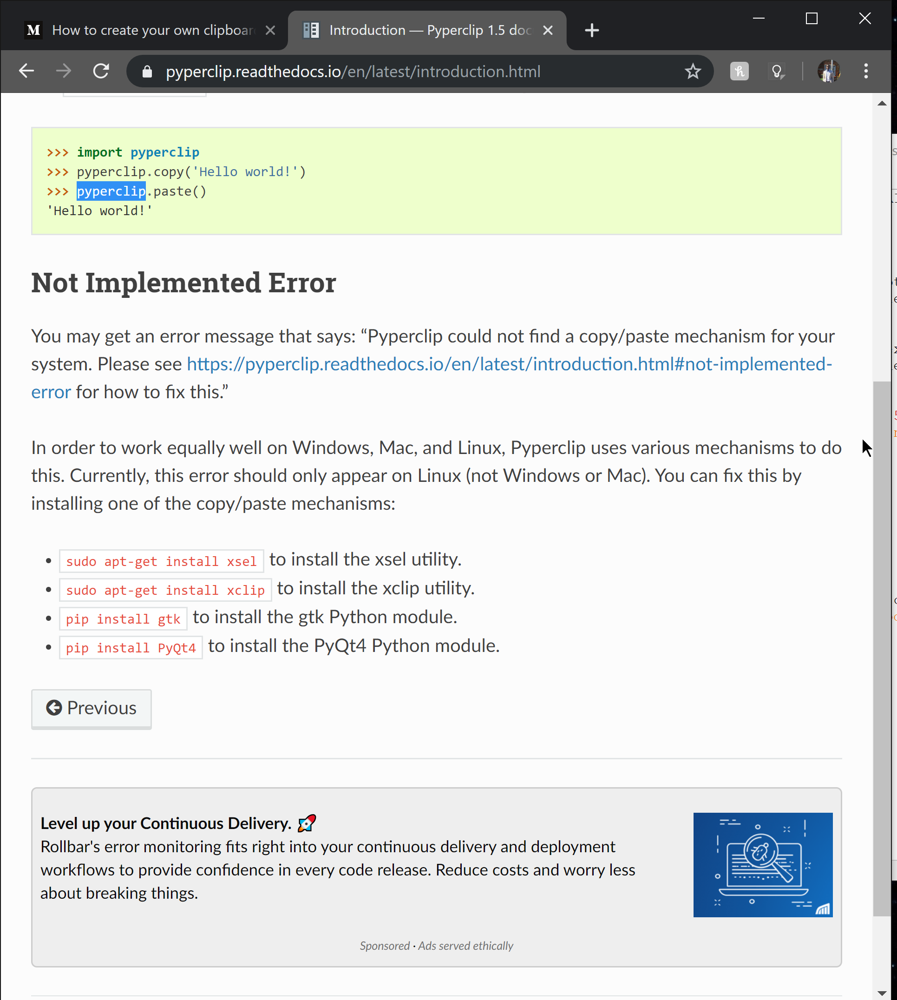 M How to create your own clipboar
Introduction — Pyperclip 1.5 doc
pyperclip.readthedocs.io/en/latest/introduction.html
>>> import pyperclip
>>> pyperclip.copy('Hello world!')
>>> pyperclip.paste()
'Hello world!'
Not Implemented Error
You may get an error message that says: “Pyperclip could not find a copy/paste mechanism for your
system. Please see https://pyperclip.readthedocs.io/en/latest/introduction.html#not-implemented-
error for how to fix this.”
In order to work equally well on Windows, Mac, and Linux, Pyperclip uses various mechanisms to do
this. Currently, this error should only appear on Linux (not Windows or Mac). You can fix this by
installing one of the copy/paste mechanisms:
• sudo apt-get install xsel to install the xsel utility.
• sudo apt-get install xclip to install the xclip utility.
• pip install gtk to install the gtk Python module.
• pip install PyQt4 to install the PyQt4 Python module.
Previous
Level up your Continuous Delivery. 🚀
Rollbar's error monitoring fits right into your continuous delivery and deployment
workflows to provide confidence in every code release. Reduce costs and worry less
about breaking things.
Sponsored · Ads served ethically